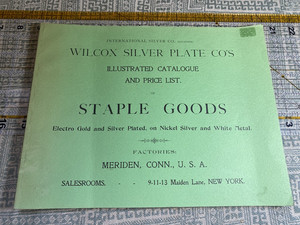 INTERNATIONAL SILVER CO.
WILCOX SILVER PLATE CO'S
ILLUSTRATED CATALOGUE
AND PRICE LIST.
STAPLE GOODS
Electro Gold and Silver Plated, on Nickel Silver and White Metal.
FACTORIES:
MERIDEN, CONN., U. S. A.
SALESROOMS, - - 9-11-13 Maiden Lane, NEW YORK.